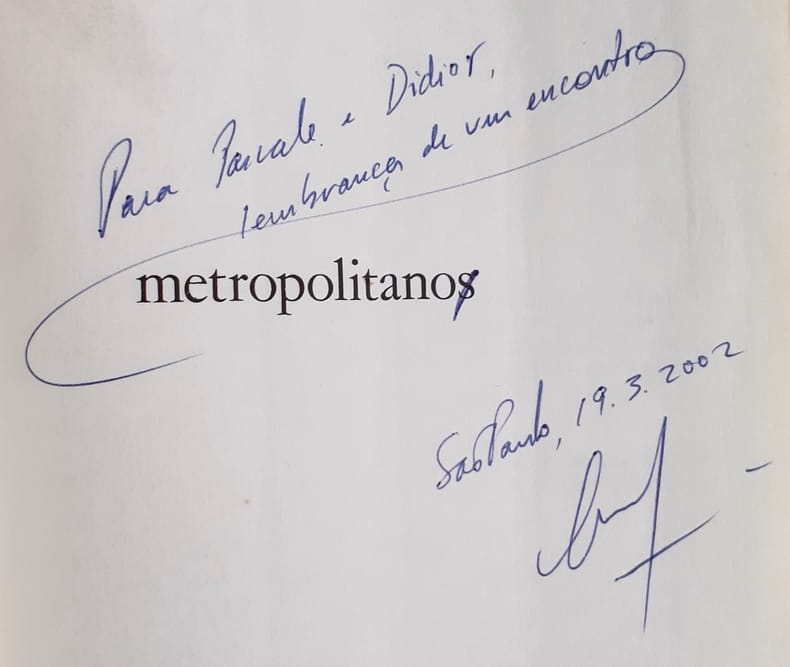 Para Pascale e Didier,
lembrança de um encontro
metropolitanos
São Paulo, 19.3.2002